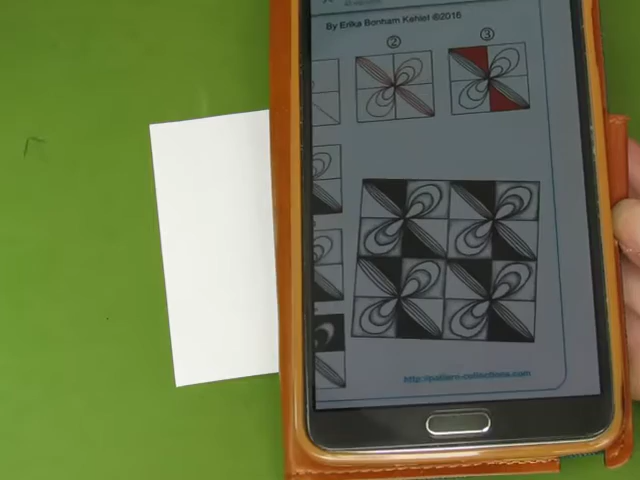 By Erika Bonham Kehlet ©2016
②
③
http://pattern-collections.com